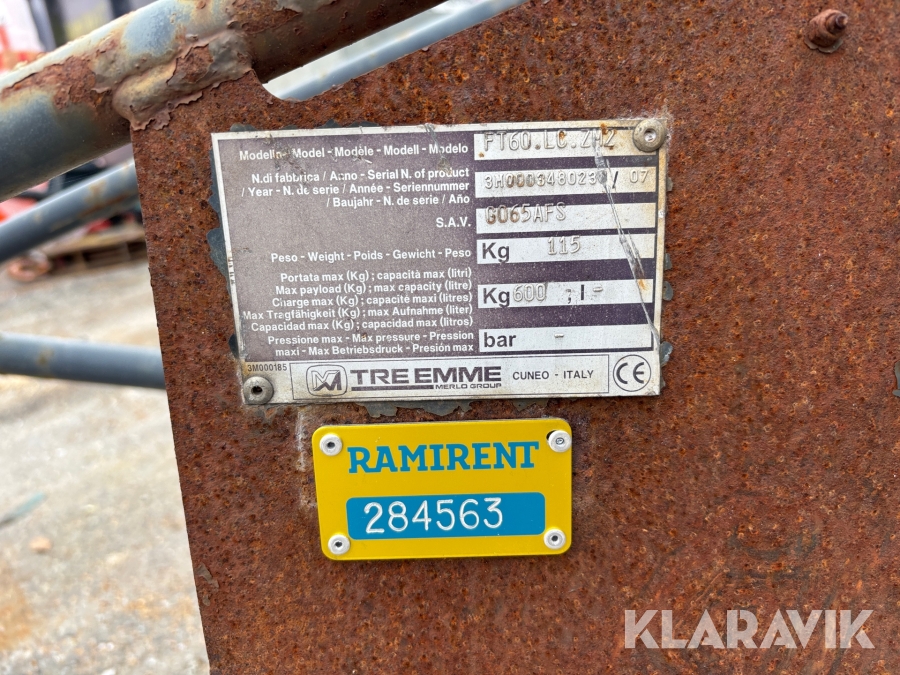 Modello - Model - Modèle - Modell - Modelo FT60.LC.ZM2
N.di fabbrica / Anno - Serial N. of product
/ Year - N. de serie / Année - Seriennummer 3M00034802 / 07
/ Baujahr - N. de serie / Año
S.A.V. G065AFS
Peso - Weight - Poids - Gewicht - Peso Kg 115
Portata max (Kg) ; capacità max (litri)
Max payload (Kg) ; max capacity (litre)
Charge max (Kg) ; capacité maxi (litres) Kg 600 ; l -
Max Tragfähigkeit (Kg) ; max Aufnahme (liter)
Capacidad max (Kg) ; capacidad max (litros)
Pressione max - Max pressure - Pression bar -
maxi - Max Betriebsdruck - Presión max
3M000185
TRE EMME CUNEO - ITALY CE
MERLO GROUP
RAMIRENT
284563
KLARAVIK